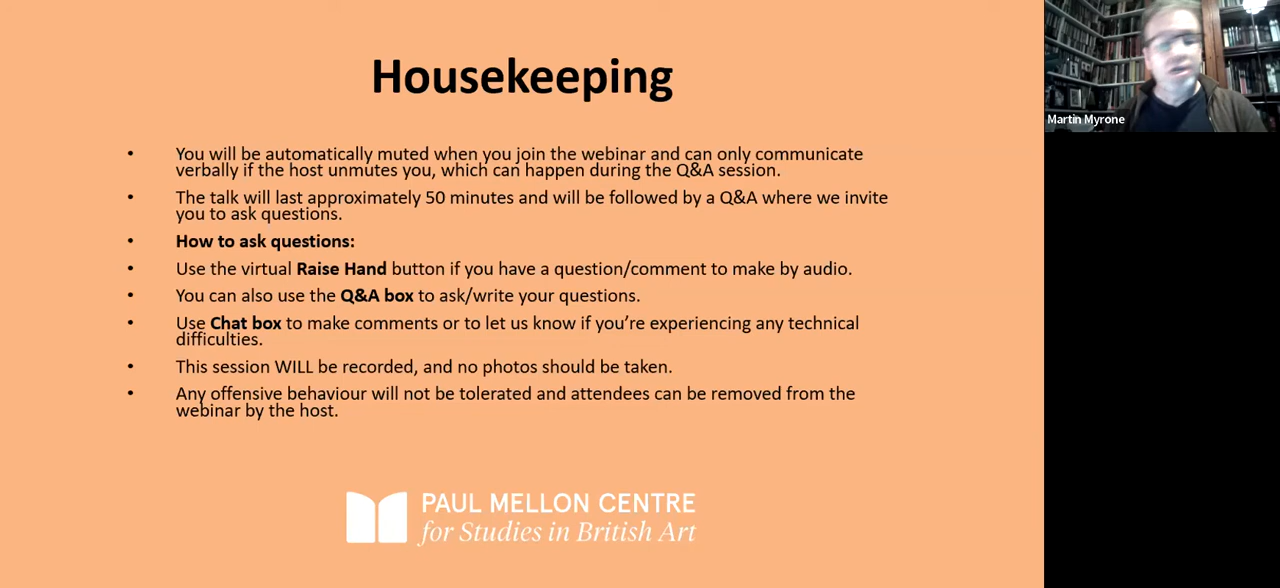 Housekeeping
• You will be automatically muted when you join the webinar and can only communicate
verbally if the host unmutes you, which can happen during the Q&A session.
• The talk will last approximately 50 minutes and will be followed by a Q&A where we invite
you to ask questions.
• How to ask questions:
• Use the virtual Raise Hand button if you have a question/comment to make by audio.
• You can also use the Q&A box to ask/write your questions.
• Use Chat box to make comments or to let us know if you’re experiencing any technical
difficulties.
• This session WILL be recorded, and no photos should be taken.
• Any offensive behaviour will not be tolerated and attendees can be removed from the
webinar by the host.
PAUL MELLON CENTRE
for Studies in British Art
Martin Myrone